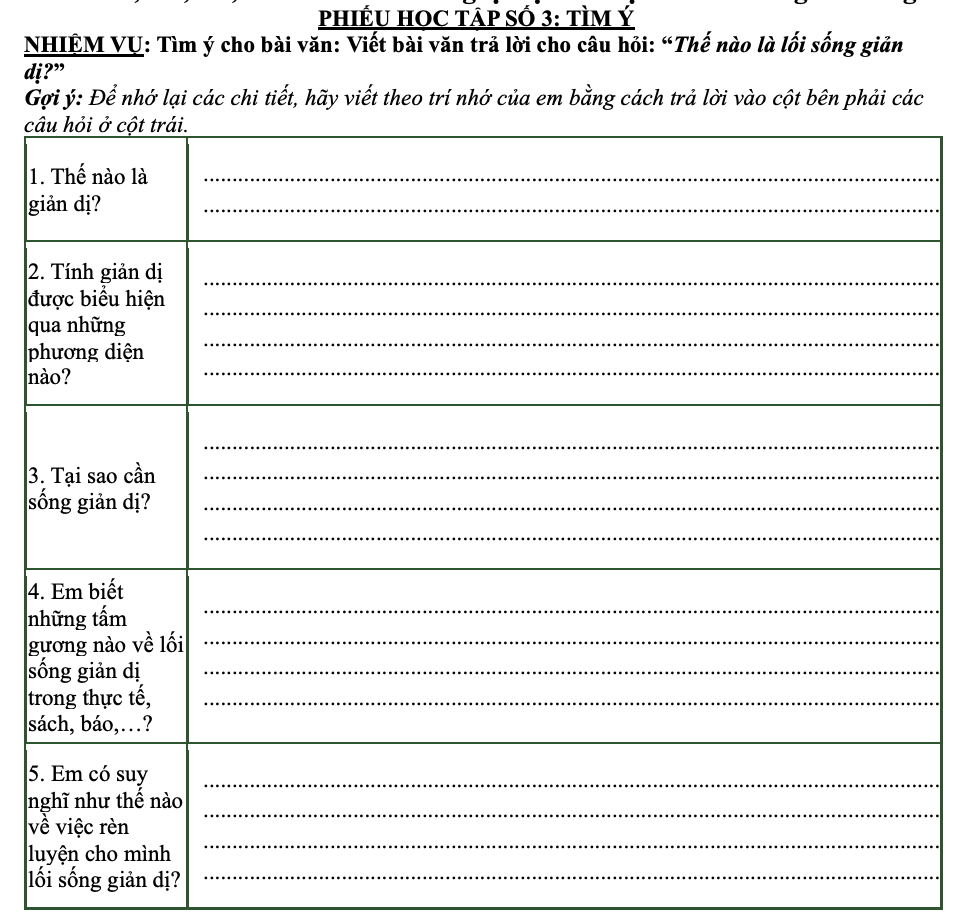 PHIẾU HỌC TẬP SỐ 3: TÌM Ý
NHIỆM VỤ: Tìm ý cho bài văn: Viết bài văn trả lời cho câu hỏi: “Thế nào là lối sống giản
dị?”
Gợi ý: Để nhớ lại các chi tiết, hãy viết theo trí nhớ của em bằng cách trả lời vào cột bên phải các
câu hỏi ở cột trái.
1. Thế nào là
giản dị?
2. Tính giản dị
được biểu hiện
qua những
phương diện
nào?
3. Tại sao cần
sống giản dị?
4. Em biết
những tấm
gương nào về lối
sống giản dị
trong thực tế,
sách, báo,…?
5. Em có suy
nghĩ như thế nào
về việc rèn
luyện cho mình
lối sống giản dị?